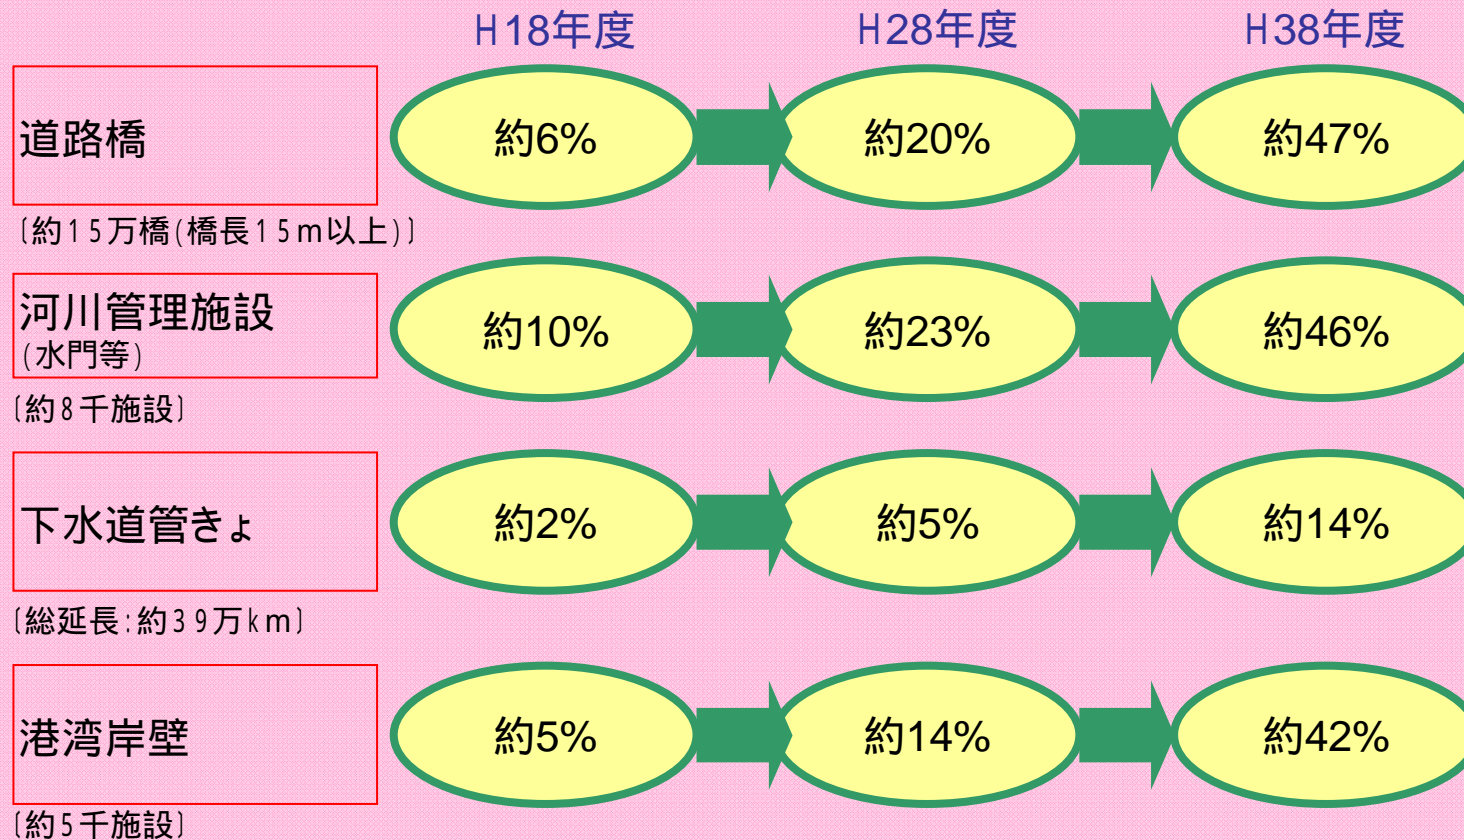 H18年度 H28年度 H38年度
道路橋 約6% 約20% 約47%
〔約15万橋(橋長15m以上)〕
河川管理施設
(水門等)
約10% 約23% 約46%
〔約8千施設〕
下水道管きょ 約2% 約5% 約14%
〔総延長:約39万km〕
港湾岸壁 約5% 約14% 約42%
〔約5千施設〕